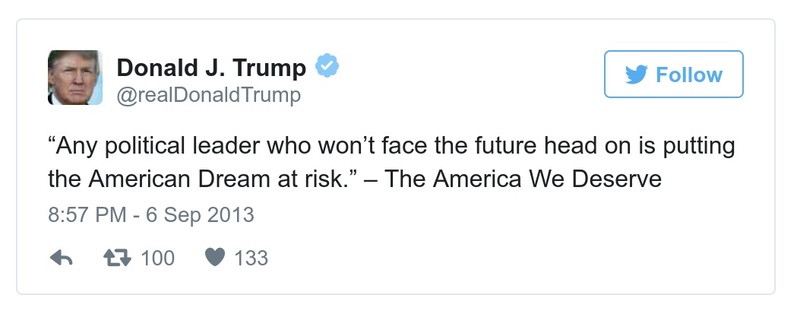 Donald J. Trump
@realDonaldTrump
Follow
“Any political leader who won’t face the future head on is putting
the American Dream at risk.” – The America We Deserve
8:57 PM - 6 Sep 2013
100 133